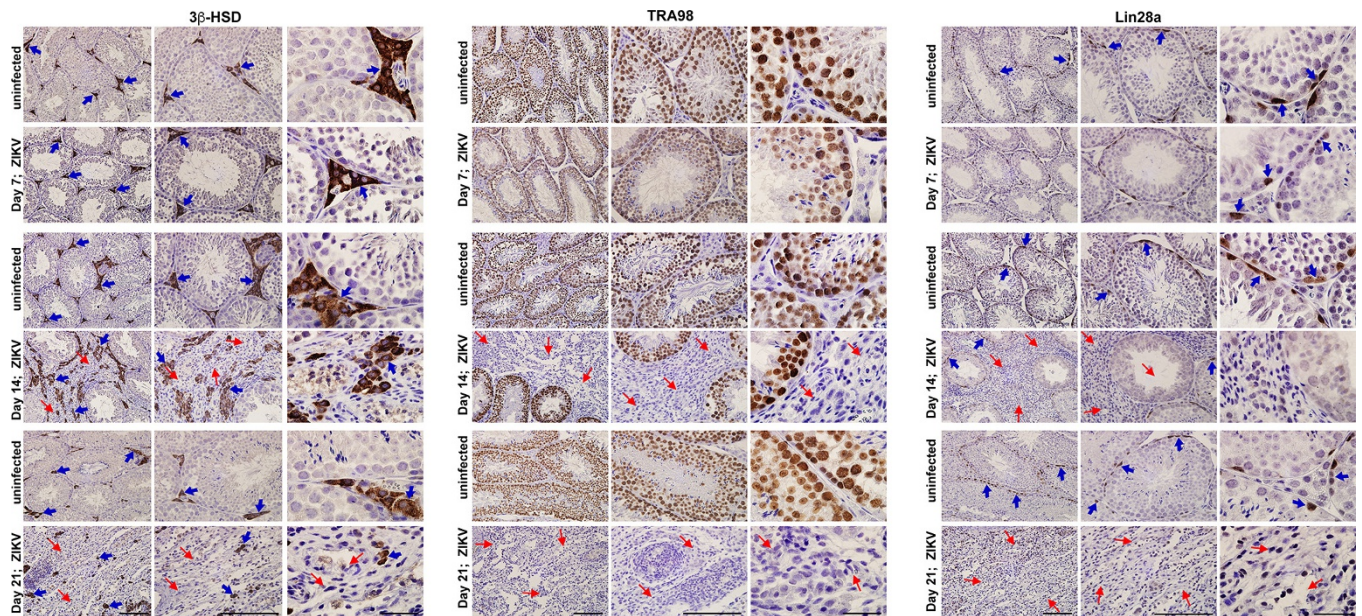 3β-HSD
TRA98
Lin28a
uninfected
uninfected
uninfected
Day 7; ZIKV
Day 7; ZIKV
Day 7; ZIKV
uninfected
uninfected
uninfected
Day 14; ZIKV
Day 14; ZIKV
Day 14; ZIKV
uninfected
uninfected
uninfected
Day 21; ZIKV
Day 21; ZIKV
Day 21; ZIKV